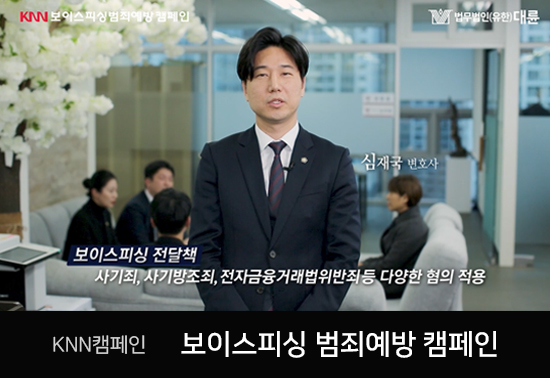 KNN 보이스피싱범죄예방 캠페인
법무법인(유한) 대륜
심재국 변호사
보이스피싱 전달책
사기죄, 사기방조죄, 전자금융거래법위반죄등 다양한 혐의 적용
KNN캠페인
보이스피싱 범죄예방 캠페인